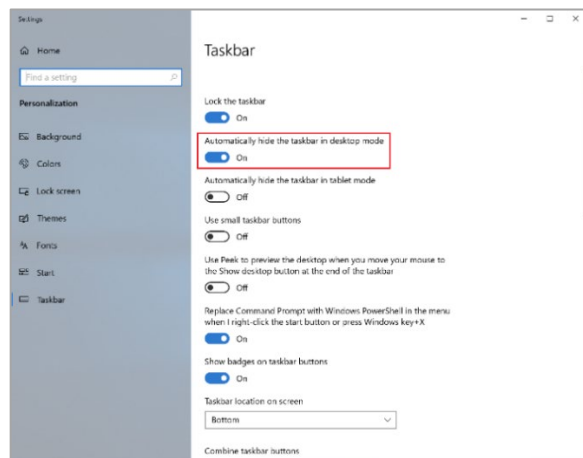 Settings
Home
Find a setting
Personalization
Background
Colors
Lock screen
Themes
Fonts
Start
Taskbar
Taskbar
Lock the taskbar
On
Automatically hide the taskbar in desktop mode
On
Automatically hide the taskbar in tablet mode
Off
Use small taskbar buttons
Off
Use Peek to preview the desktop when you move your mouse to
the Show desktop button at the end of the taskbar
Off
Replace Command Prompt with Windows PowerShell in the menu
when I right-click the start button or press Windows key+X
On
Show badges on taskbar buttons
On
Taskbar location on screen
Bottom
Combine taskbar buttons